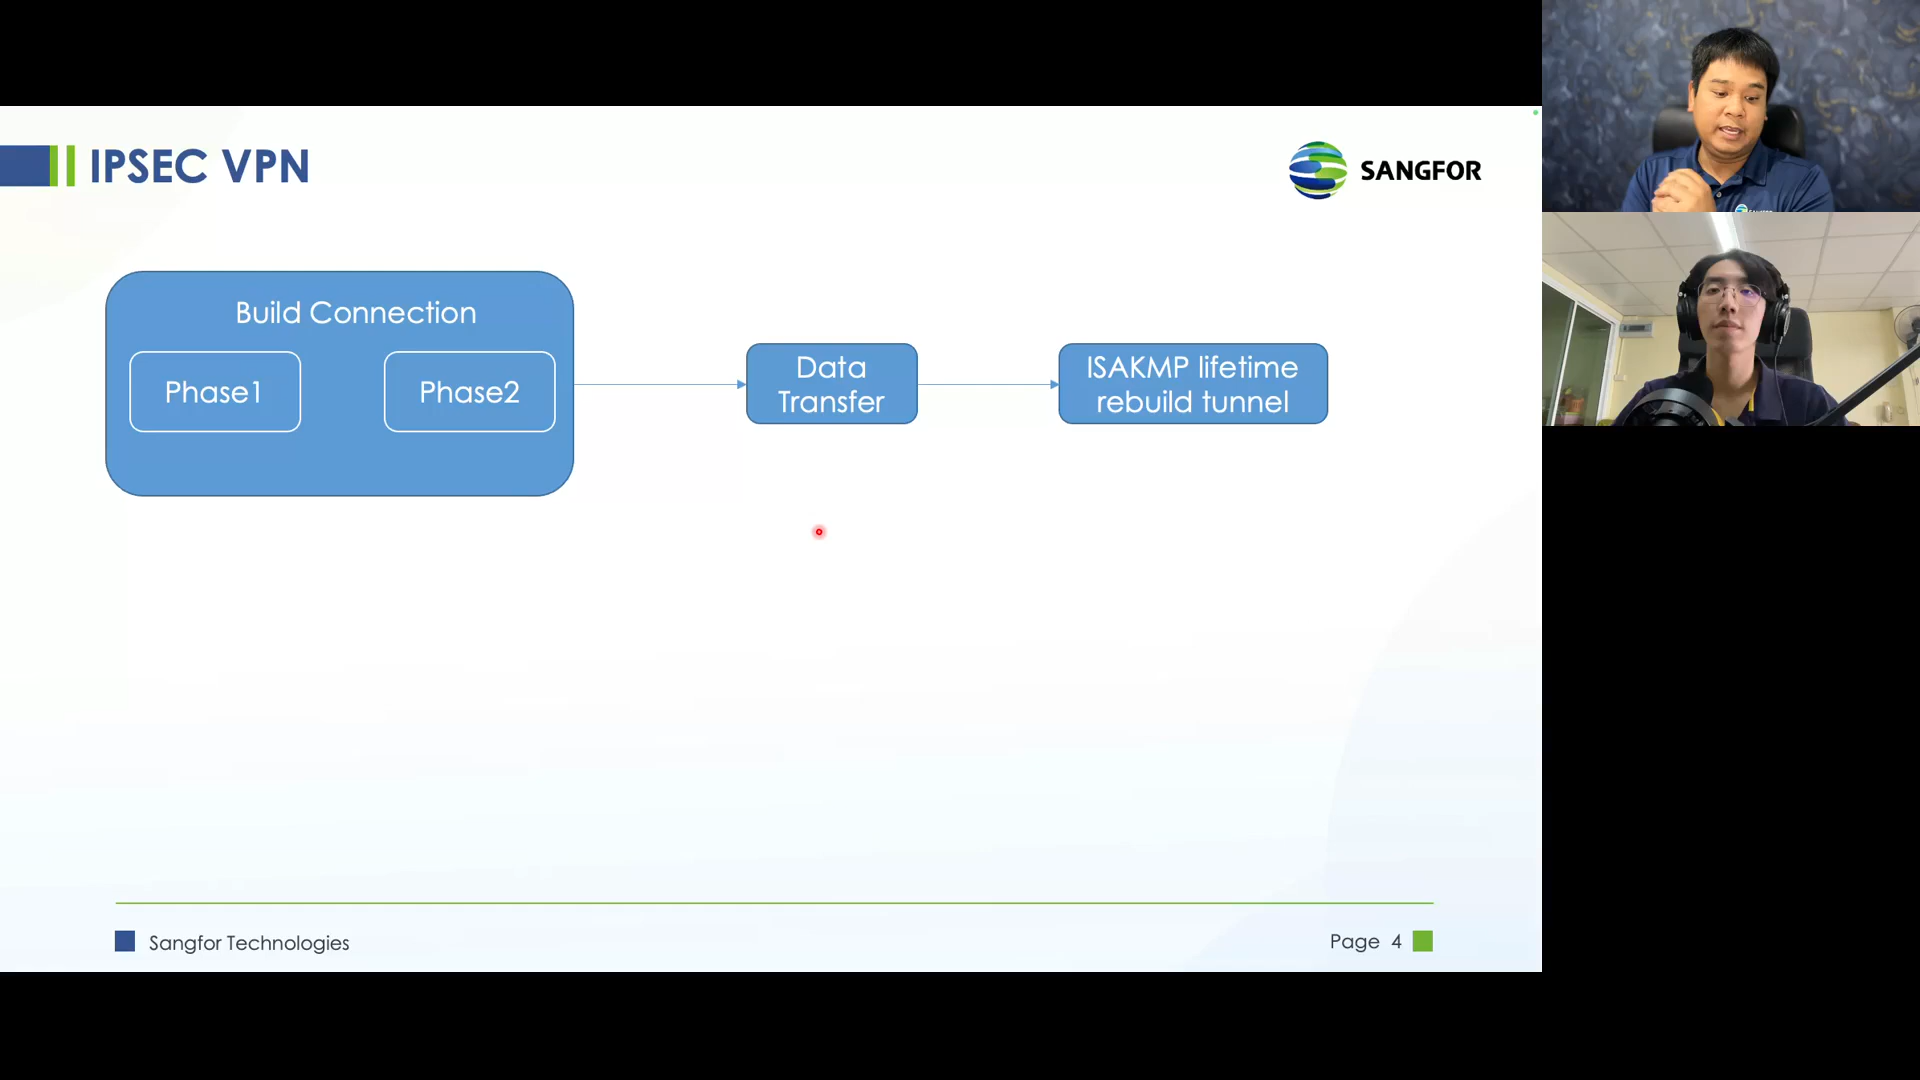 IPSEC VPN
SANGFOR
Build Connection
Phase1
Phase2
Data
Transfer
ISAKMP lifetime
rebuild tunnel
Sangfor Technologies
Page 4